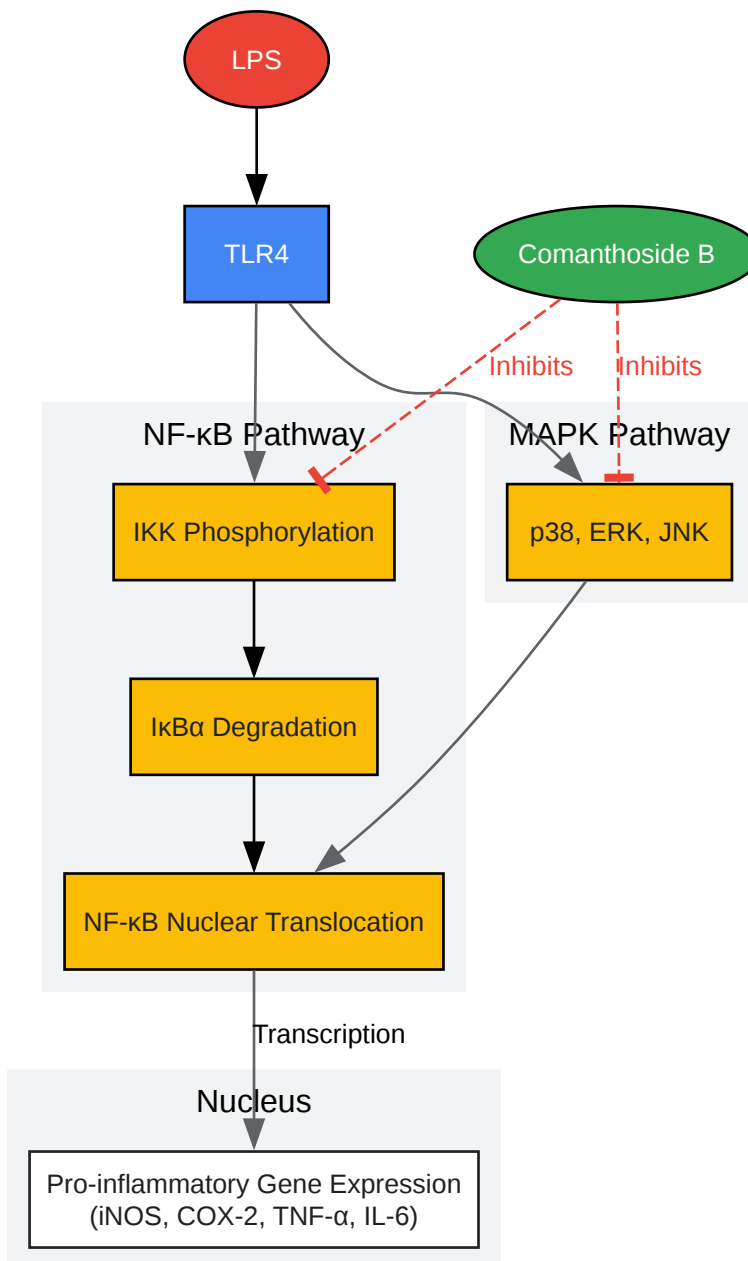 LPS
TLR4
Comanthoside B
Inhibits
Inhibits
NF-κB Pathway
MAPK Pathway
IKK Phosphorylation
p38, ERK, JNK
IκBα Degradation
NF-κB Nuclear Translocation
Transcription
Nucleus
Pro-inflammatory Gene Expression
(iNOS, COX-2, TNF-α, IL-6)